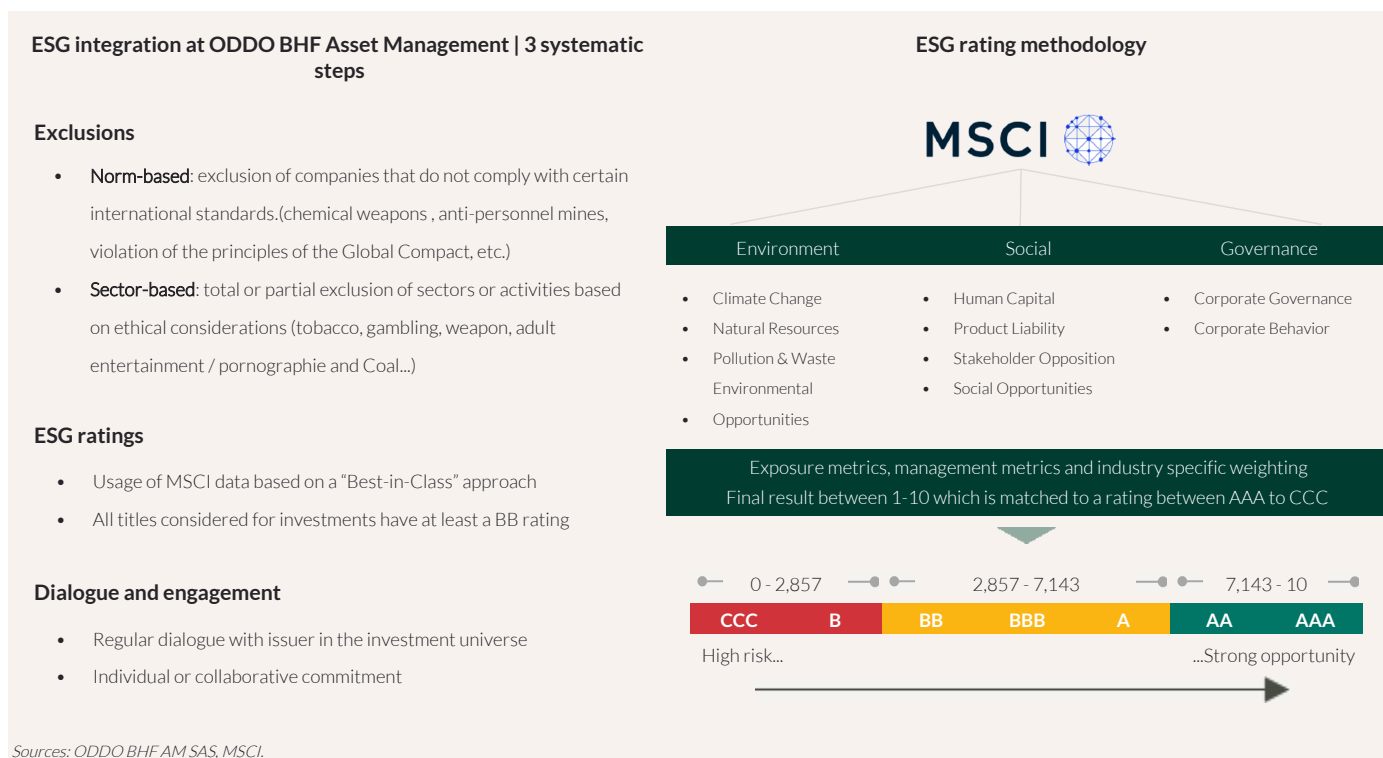 ESG integration at ODDO BHF Asset Management | 3 systematic
steps
Exclusions
• Norm-based: exclusion of companies that do not comply with certain
international standards.(chemical weapons , anti-personnel mines,
violation of the principles of the Global Compact, etc.)
• Sector-based: total or partial exclusion of sectors or activities based
on ethical considerations (tobacco, gambling, weapon, adult
entertainment / pornographie and Coal...)
ESG ratings
• Usage of MSCI data based on a “Best-in-Class” approach
• All titles considered for investments have at least a BB rating
Dialogue and engagement
• Regular dialogue with issuer in the investment universe
• Individual or collaborative commitment
Sources: ODDO BHF AM SAS, MSCI.
ESG rating methodology
MSCI
Environment Social Governance
• Climate Change
• Natural Resources
• Pollution & Waste
Environmental
• Opportunities
• Human Capital
• Product Liability
• Stakeholder Opposition
• Social Opportunities
• Corporate Governance
• Corporate Behavior
Exposure metrics, management metrics and industry specific weighting
Final result between 1-10 which is matched to a rating between AAA to CCC
0 - 2,857 2,857 - 7,143 7,143 - 10
CCC B BB BBB A AA AAA
High risk... ...Strong opportunity